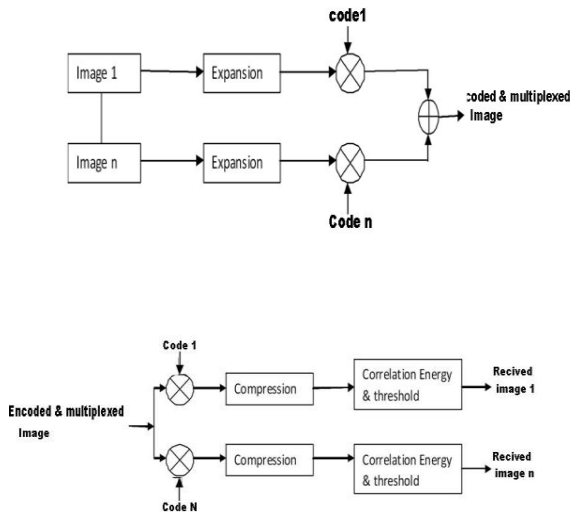 code1
Image 1
Expansion
coded & multiplexed
Image
Image n
Expansion
Code n
Code 1
Compression
Correlation Energy
& threshold
Recived
image 1
Encoded & multiplexed
Image
Compression
Correlation Energy
& threshold
Recived
image n
Code N